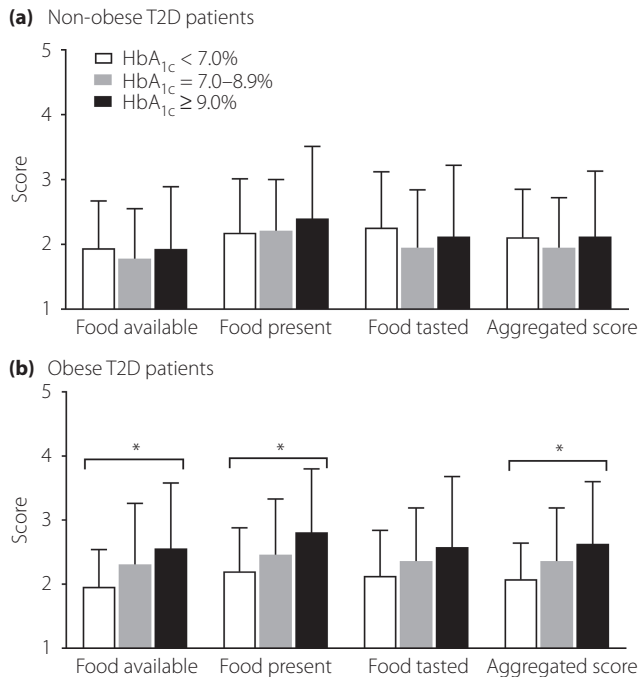 (a) Non-obese T2D patients
5
4
3
2
1
Score
HbA1c < 7.0%
HbA1c = 7.0–8.9%
HbA1c ≥ 9.0%
Food available Food present Food tasted Aggregated score
(b) Obese T2D patients
5
4
3
2
1
Score
* * *
Food available Food present Food tasted Aggregated score